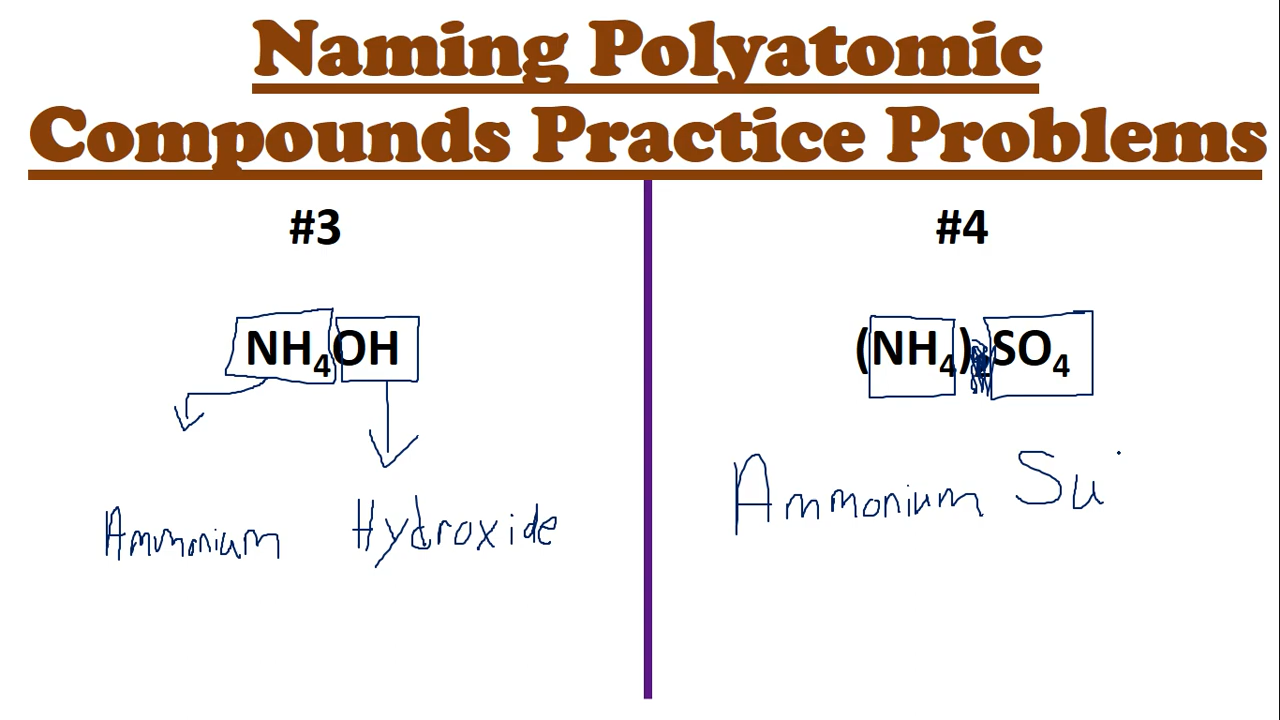 Naming Polyatomic
Compounds Practice Problems
#3
NH₄OH
Ammonium Hydroxide
#4
(NH₄)₂SO₄
Ammonium Su